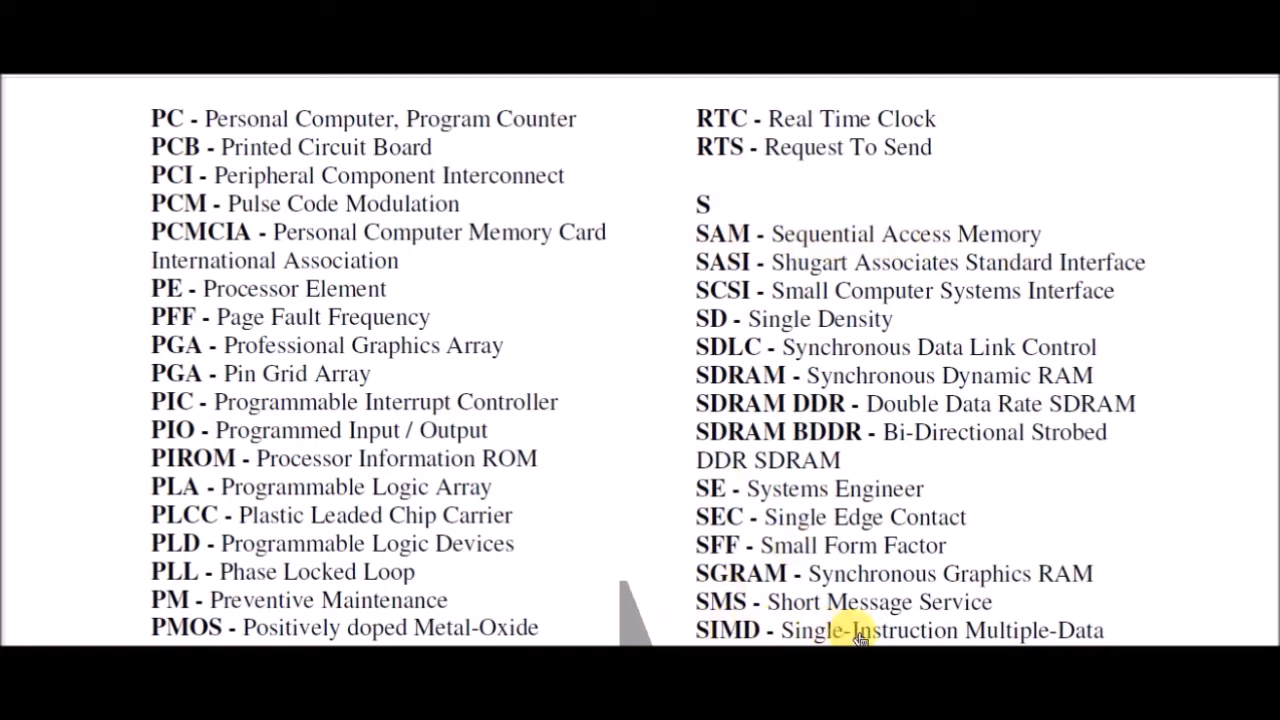 PC - Personal Computer, Program Counter
PCB - Printed Circuit Board
PCI - Peripheral Component Interconnect
PCM - Pulse Code Modulation
PCMCIA - Personal Computer Memory Card
International Association
PE - Processor Element
PFF - Page Fault Frequency
PGA - Professional Graphics Array
PGA - Pin Grid Array
PIC - Programmable Interrupt Controller
PIO - Programmed Input / Output
PIROM - Processor Information ROM
PLA - Programmable Logic Array
PLCC - Plastic Leaded Chip Carrier
PLD - Programmable Logic Devices
PLL - Phase Locked Loop
PM - Preventive Maintenance
PMOS - Positively doped Metal-Oxide
RTC - Real Time Clock
RTS - Request To Send
S
SAM - Sequential Access Memory
SASI - Shugart Associates Standard Interface
SCSI - Small Computer Systems Interface
SD - Single Density
SDLC - Synchronous Data Link Control
SDRAM - Synchronous Dynamic RAM
SDRAM DDR - Double Data Rate SDRAM
SDRAM BDDR - Bi-Directional Strobed
DDR SDRAM
SE - Systems Engineer
SEC - Single Edge Contact
SFF - Small Form Factor
SGRAM - Synchronous Graphics RAM
SMS - Short Message Service
SIMD - Single-Instruction Multiple-Data